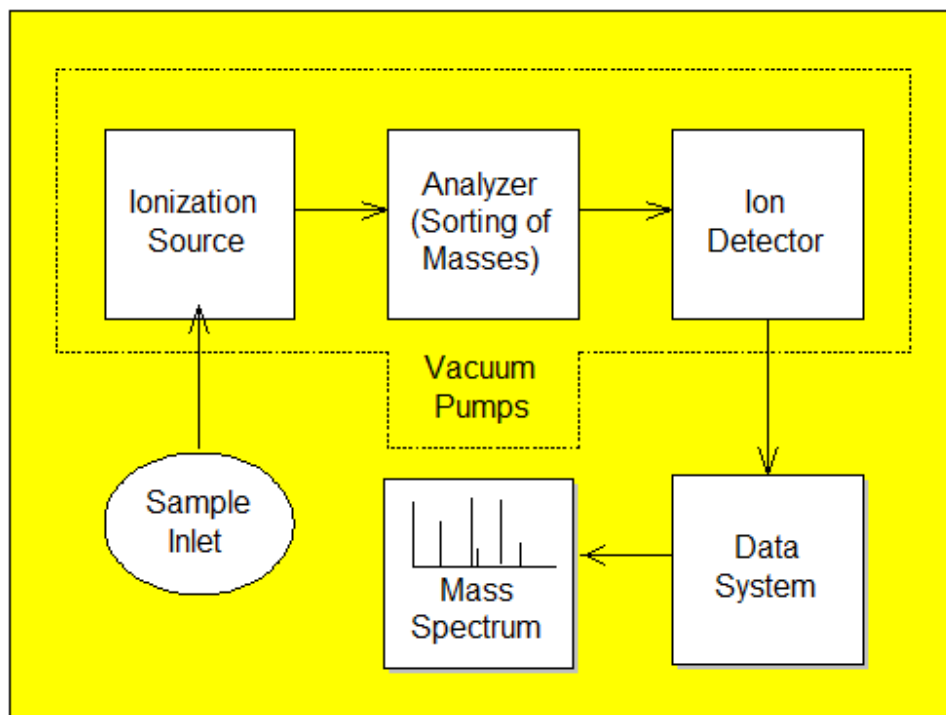 Ionization
Source
Analyzer
(Sorting of
Masses)
Ion
Detector
Vacuum
Pumps
Sample
Inlet
Mass
Spectrum
Data
System